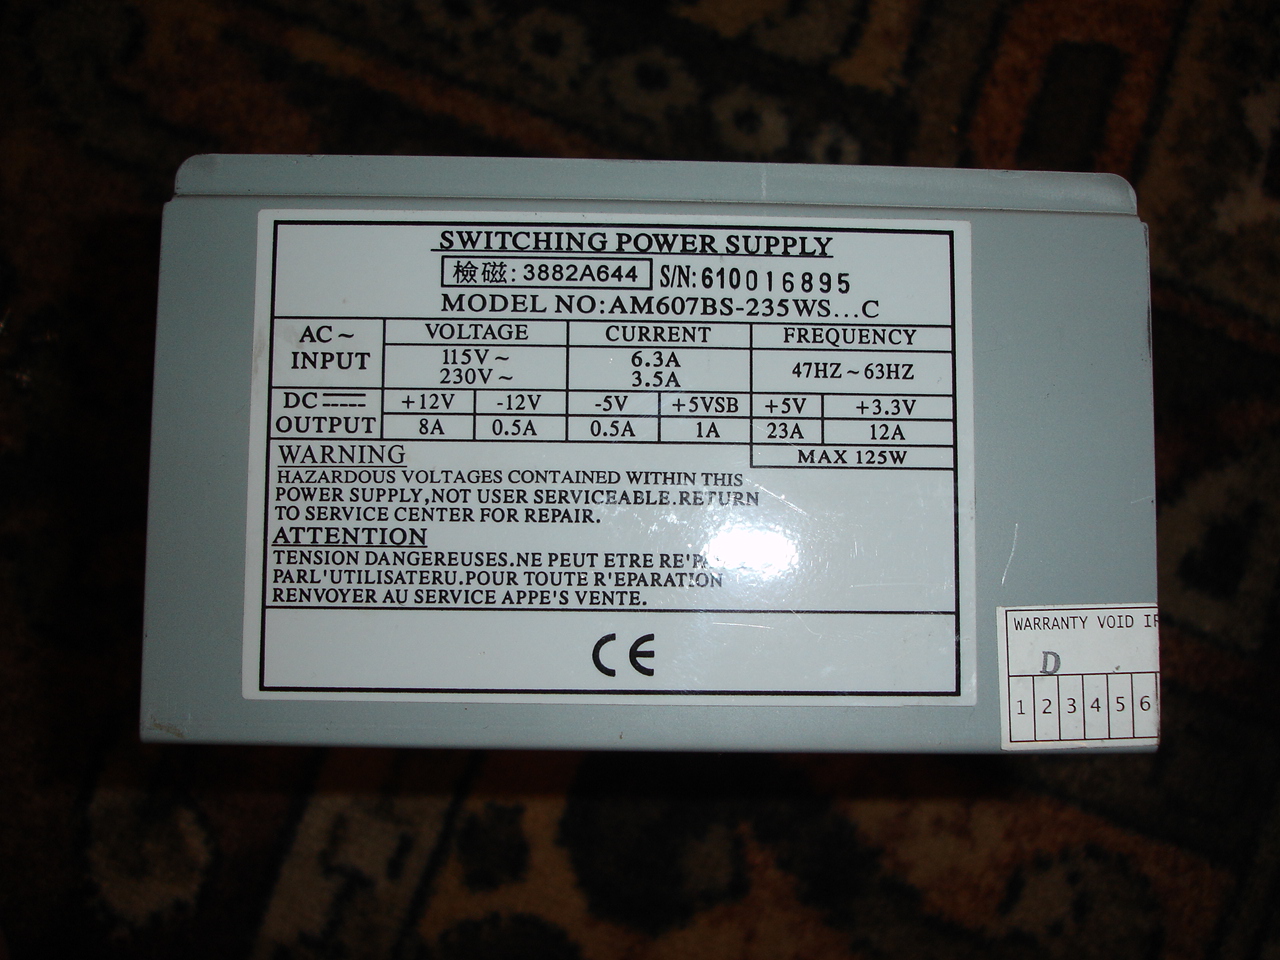 SWITCHING POWER SUPPLY
檢磁: 3882A644 S/N: 610016895
MODEL NO: AM607BS-235WS...C
AC ~ INPUT VOLTAGE CURRENT FREQUENCY
115V ~ 6.3A
230V ~ 3.5A 47HZ ~ 63HZ
DC OUTPUT +12V -12V -5V +5VSB +5V +3.3V
8A 0.5A 0.5A 1A 23A 12A
MAX 125W
WARNING
HAZARDOUS VOLTAGES CONTAINED WITHIN THIS
POWER SUPPLY,NOT USER SERVICEABLE.RETURN
TO SERVICE CENTER FOR REPAIR.
ATTENTION
TENSION DANGEREUSES.NE PEUT ETRE
PARL'UTILISATERU.POUR TOUTE R'EPARATION
RENVOYER AU SERVICE APPE'S VENTE.
CE
WARRANTY VOID IF
D
1 2 3 4 5 6